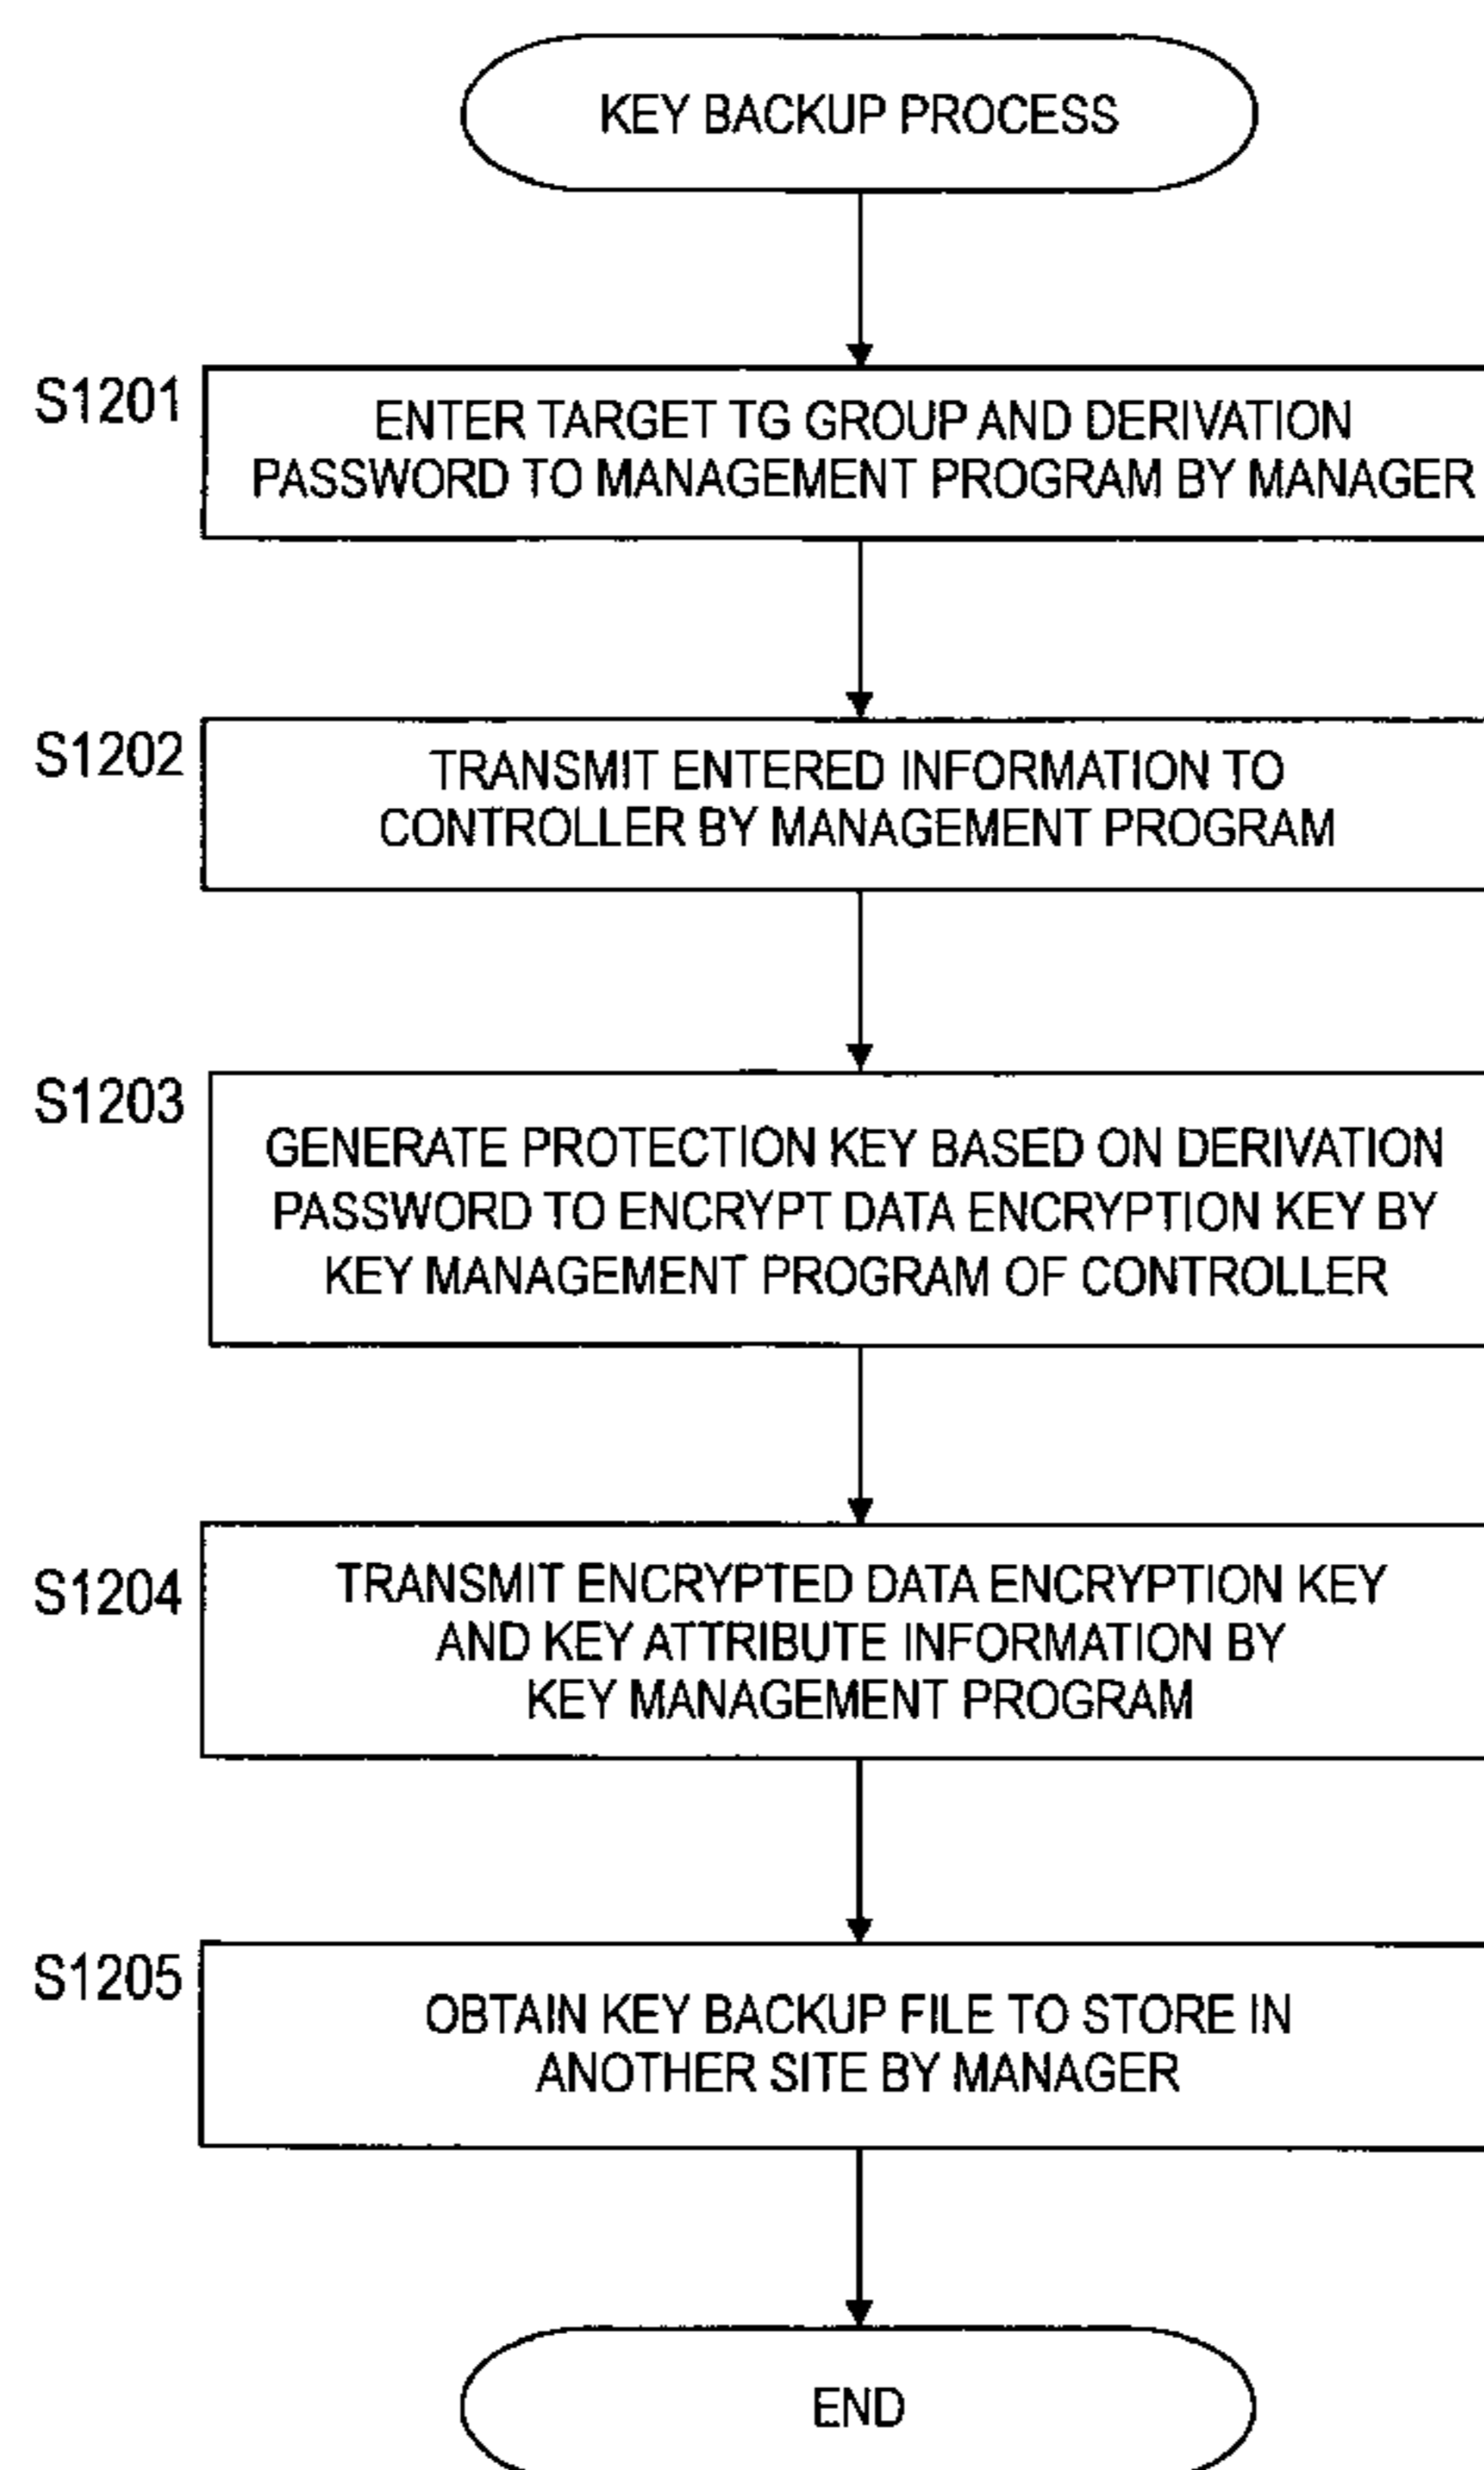 KEY BACKUP PROCESS
S1201
ENTER TARGET TG GROUP AND DERIVATION
PASSWORD TO MANAGEMENT PROGRAM BY MANAGER
S1202
TRANSMIT ENTERED INFORMATION TO
CONTROLLER BY MANAGEMENT PROGRAM
S1203
GENERATE PROTECTION KEY BASED ON DERIVATION
PASSWORD TO ENCRYPT DATA ENCRYPTION KEY BY
KEY MANAGEMENT PROGRAM OF CONTROLLER
S1204
TRANSMIT ENCRYPTED DATA ENCRYPTION KEY
AND KEY ATTRIBUTE INFORMATION BY
KEY MANAGEMENT PROGRAM
S1205
OBTAIN KEY BACKUP FILE TO STORE IN
ANOTHER SITE BY MANAGER
END